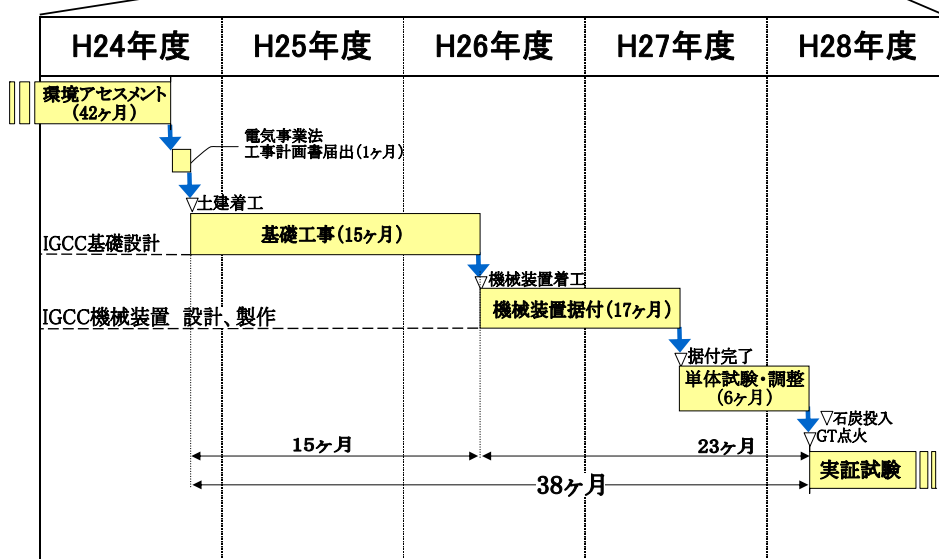 H24年度 H25年度 H26年度 H27年度 H28年度
環境アセスメント
(42ヶ月)
電気事業法
工事計画書届出(1ヶ月)
▽土建着工
基礎工事(15ヶ月)
IGCC基礎設計
▽機械装置着工
機械装置据付(17ヶ月)
IGCC機械装置 設計、製作
▽据付完了
単体試験・調整
(6ヶ月)
▽石炭投入
▽GT点火
15ヶ月 23ヶ月
実証試験
38ヶ月